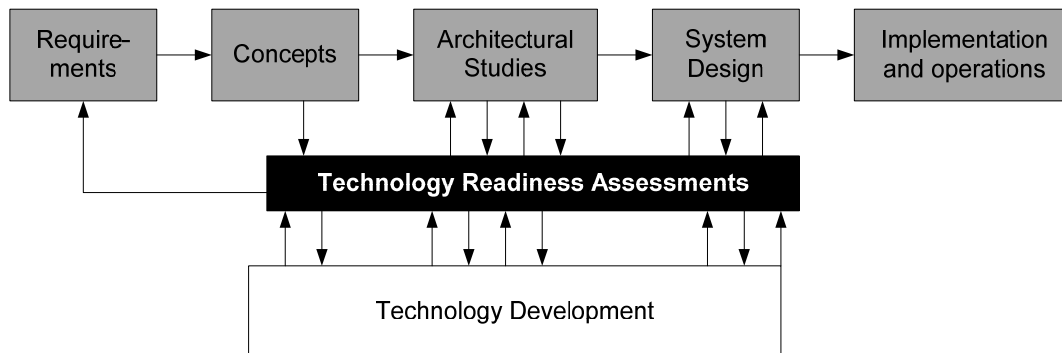 Require–
ments
Concepts
Architectural
Studies
System
Design
Implementation
and operations
Technology Readiness Assessments
Technology Development